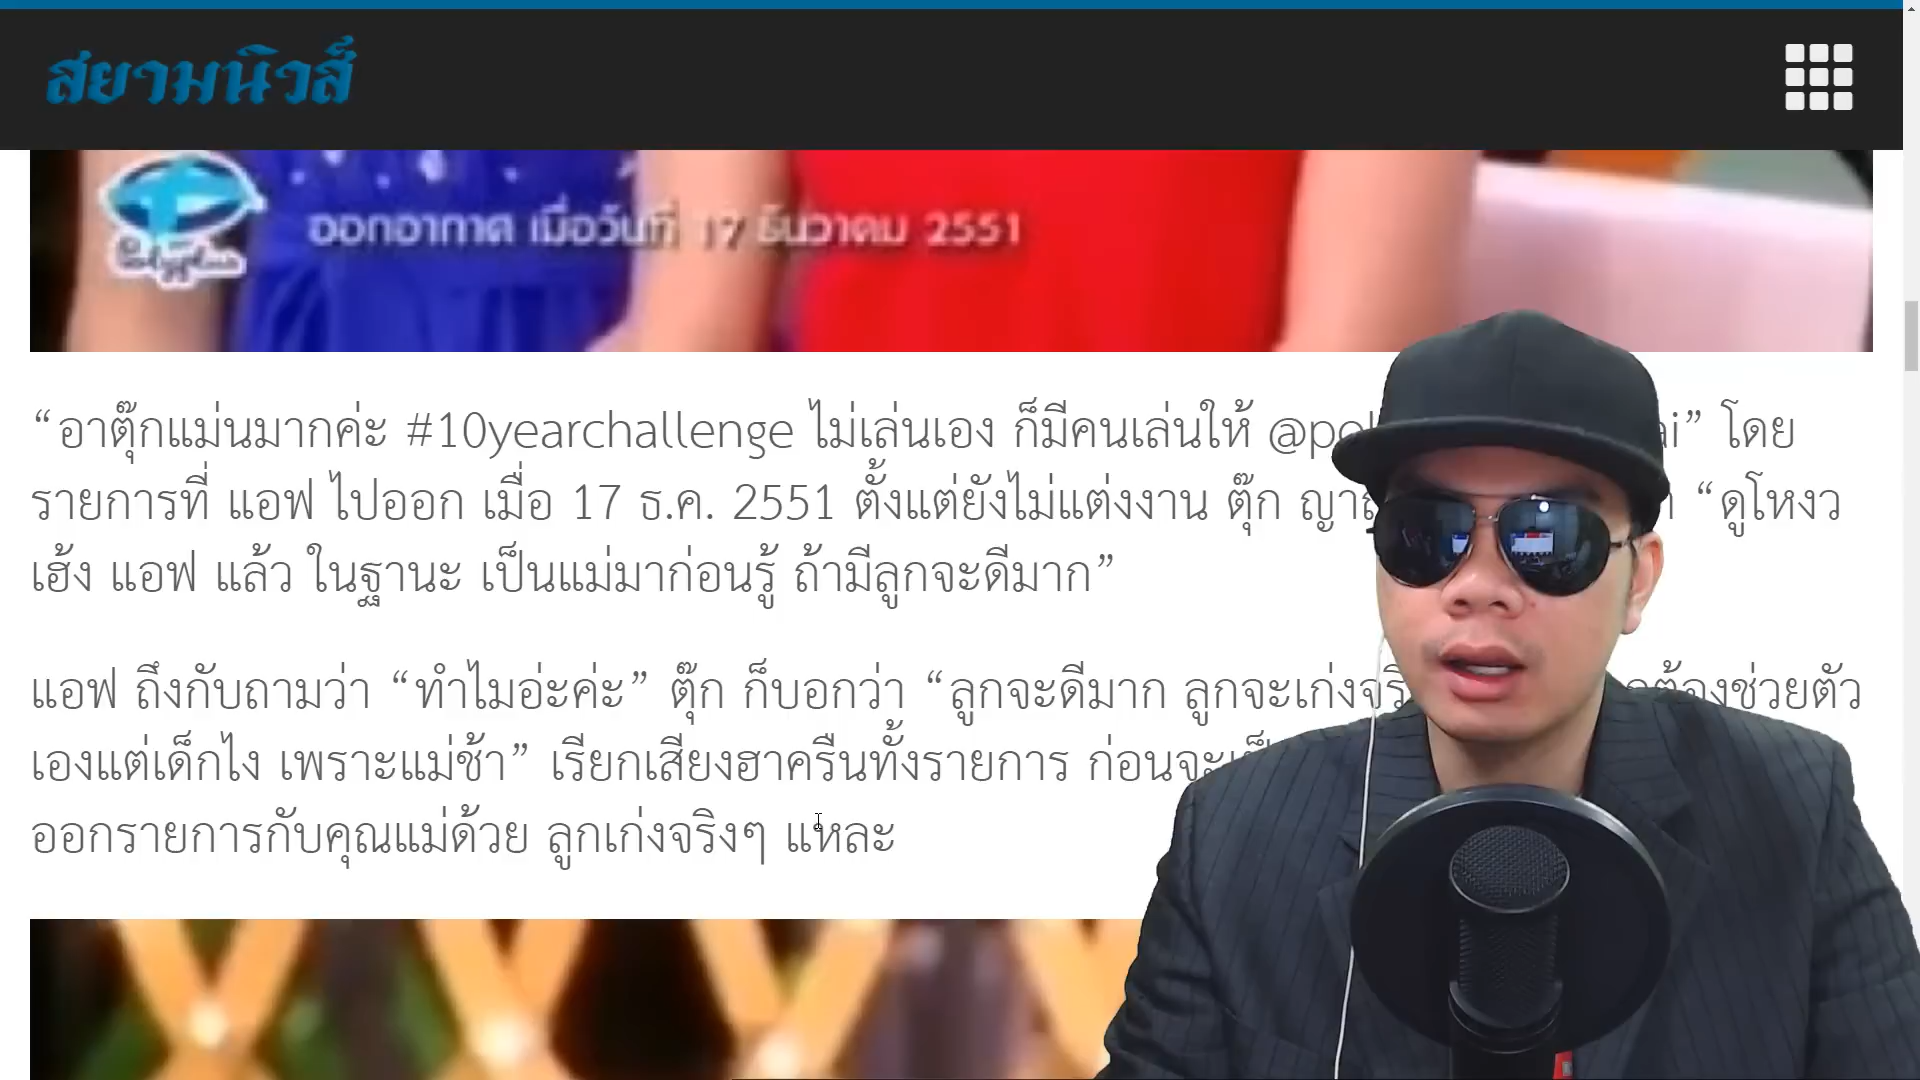 สยามนิวส์
Polyplus
ออกอากาศ เมื่อวันที่ 17 ธันวาคม 2551
“อาตุ๊กแม่นมากค่ะ #10yearchallenge ไม่เล่นเอง ก็มีคนเล่นให้ ai” โดย
รายการที่ แอฟ ไปออก เมื่อ 17 ธ.ค. 2551 ตั้งแต่ยังไม่แต่งงาน ตุ๊ก “ดูโหงว
เฮ้ง แอฟ แล้ว ในฐานะ เป็นแม่มาก่อนรู้ ถ้ามีลูกจะดีมาก”
แอฟ ถึงกับถามว่า “ทำไมอ่ะค่ะ” ตุ๊ก ก็บอกว่า “ลูกจะดีมาก ลูกจะเก่ง ต้องช่วยตัว
เองแต่เด็กไง เพราะแม่ช้า” เรียกเสียงฮาครืนทั้งรายการ ก่อนจะ
ออกรายการกับคุณแม่ด้วย ลูกเก่งจริงๆ แหละ